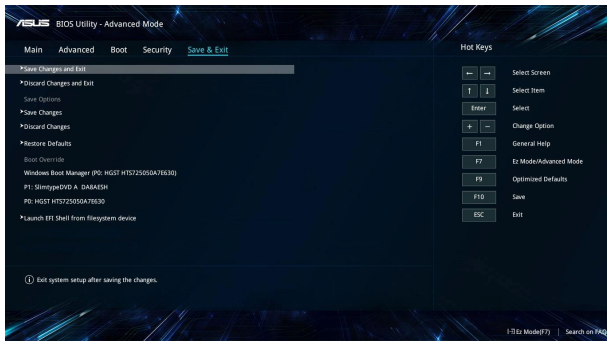 ASUS BIOS Utility - Advanced Mode
Main Advanced Boot Security Save & Exit
Save Changes and Exit
Discard Changes and Exit
Save Options
Save Changes
Discard Changes
Restore Defaults
Boot Override
Windows Boot Manager (P0: HGST HTS725050A7E630)
P1: SlimtypeDVD A DA8AESH
P0: HGST HTS725050A7E630
Launch EFI Shell from filesystem device
Exit system setup after saving the changes.
Hot Keys
← → Select Screen
↑ ↓ Select Item
Enter Select
+ − Change Option
F1 General Help
F7 Ez Mode/Advanced Mode
F9 Optimized Defaults
F10 Save
ESC Exit
Ez Mode(F7) | Search on FAQ